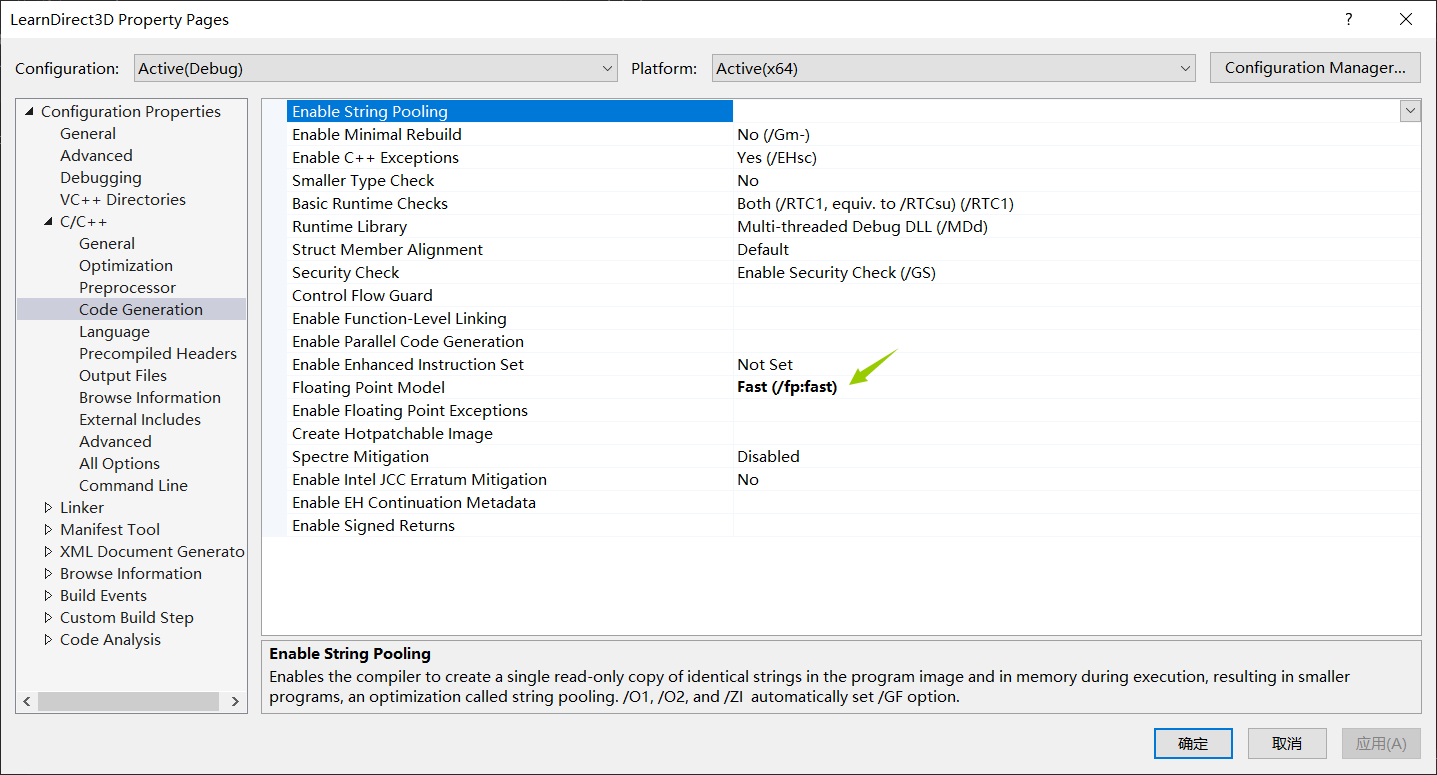 LearnDirect3D Property Pages
?
Configuration: Active(Debug) Platform: Active(x64) Configuration Manager...
Configuration Properties
General
Advanced
Debugging
VC++ Directories
C/C++
General
Optimization
Preprocessor
Code Generation
Language
Precompiled Headers
Output Files
Browse Information
External Includes
Advanced
All Options
Command Line
Linker
Manifest Tool
XML Document Generato
Browse Information
Build Events
Custom Build Step
Code Analysis
Enable String Pooling
Enable Minimal Rebuild No (/Gm-)
Enable C++ Exceptions Yes (/EHsc)
Smaller Type Check No
Basic Runtime Checks Both (/RTC1, equiv. to /RTCsu) (/RTC1)
Runtime Library Multi-threaded Debug DLL (/MDd)
Struct Member Alignment Default
Security Check Enable Security Check (/GS)
Control Flow Guard
Enable Function-Level Linking
Enable Parallel Code Generation
Enable Enhanced Instruction Set Not Set
Floating Point Model Fast (/fp:fast)
Enable Floating Point Exceptions
Create Hotpatchable Image
Spectre Mitigation Disabled
Enable Intel JCC Erratum Mitigation No
Enable EH Continuation Metadata
Enable Signed Returns
Enable String Pooling
Enables the compiler to create a single read-only copy of identical strings in the program image and in memory during execution, resulting in smaller
programs, an optimization called string pooling. /O1, /O2, and /ZI automatically set /GF option.
确定 取消 应用(A)